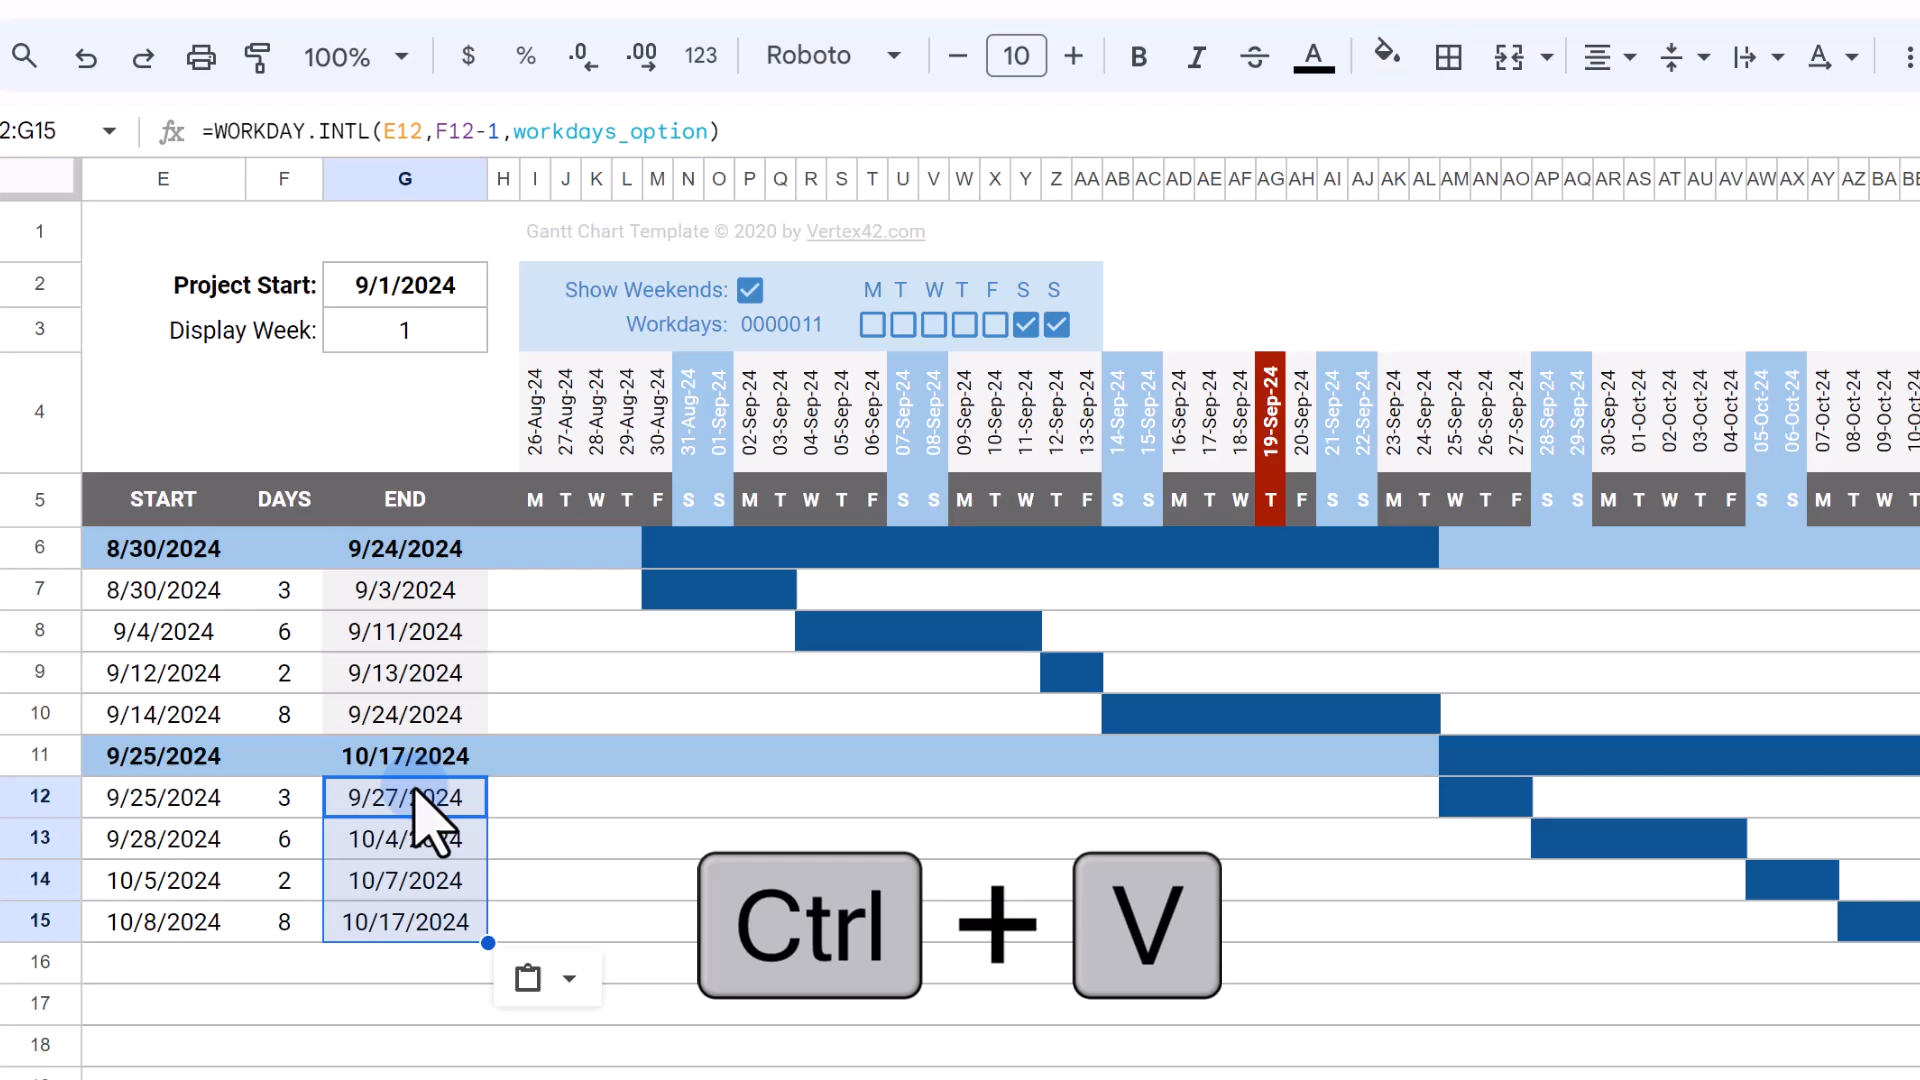 100% $ % .0 .00 123 Roboto 10 B I A A
2:G15 fx =WORKDAY.INTL(E12,F12-1,workdays_option)
E F G H I J K L M N O P Q R S T U V W X Y Z AA AB AC AD AE AF AG AH AI AJ AK AL AM AN AO AP AQ AR AS AT AU AV AW AX AY AZ BA
1 Gantt Chart Template © 2020 by Vertex42.com
2 Project Start: 9/1/2024 Show Weekends: M T W T F S S
3 Display Week: 1 Workdays: 0000011
4 26-Aug-24 27-Aug-24 28-Aug-24 29-Aug-24 30-Aug-24 31-Aug-24 01-Sep-24 02-Sep-24 03-Sep-24 04-Sep-24 05-Sep-24 06-Sep-24 07-Sep-24 08-Sep-24 09-Sep-24 10-Sep-24 11-Sep-24 12-Sep-24 13-Sep-24 14-Sep-24 15-Sep-24 16-Sep-24 17-Sep-24 18-Sep-24 19-Sep-24 20-Sep-24 21-Sep-24 22-Sep-24 23-Sep-24 24-Sep-24 25-Sep-24 26-Sep-24 27-Sep-24 28-Sep-24 29-Sep-24 30-Sep-24 01-Oct-24 02-Oct-24 03-Oct-24 04-Oct-24 05-Oct-24 06-Oct-24 07-Oct-24 08-Oct-24 09-Oct-24 10-Oct-24
5 START DAYS END M T W T F S S M T W T F S S M T W T F S S M T W T F S S M T W T F S S M T W T F S S M T W T
6 8/30/2024 9/24/2024
7 8/30/2024 3 9/3/2024
8 9/4/2024 6 9/11/2024
9 9/12/2024 2 9/13/2024
10 9/14/2024 8 9/24/2024
11 9/25/2024 10/17/2024
12 9/25/2024 3 9/27/2024
13 9/28/2024 6 10/4/2024
14 10/5/2024 2 10/7/2024
15 10/8/2024 8 10/17/2024
Ctrl + V
16
17
18